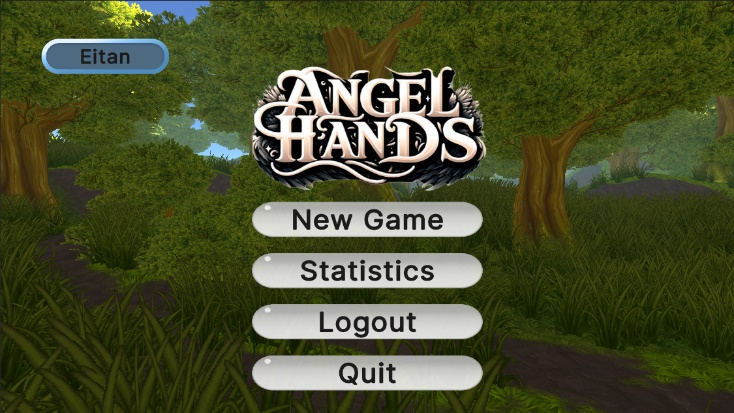 Eitan
ANGEL
HANDS
New Game
Statistics
Logout
Quit